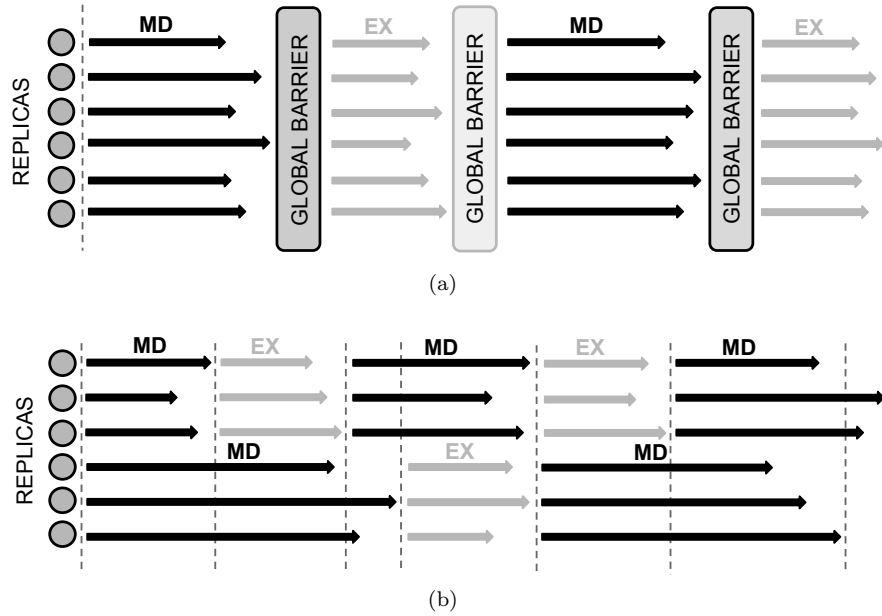 MD
EX
MD
EX
REPLICAS
GLOBAL BARRIER
GLOBAL BARRIER
GLOBAL BARRIER
(a)
MD
EX
MD
EX
MD
REPLICAS
MD
EX
MD
(b)